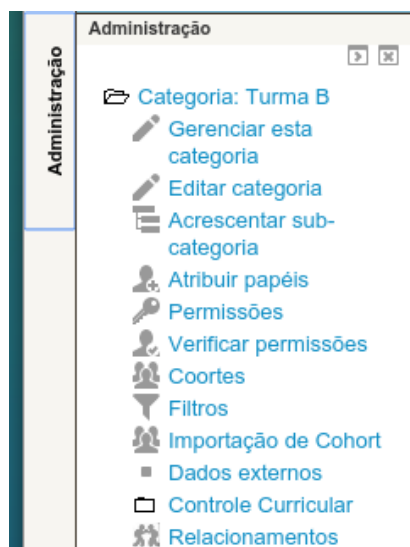 Administração
Administração
Categoria: Turma B
Gerenciar esta
categoria
Editar categoria
Acrescentar sub-
categoria
Atribuir papéis
Permissões
Verificar permissões
Coortes
Filtros
Importação de Cohort
Dados externos
Controle Curricular
Relacionamentos